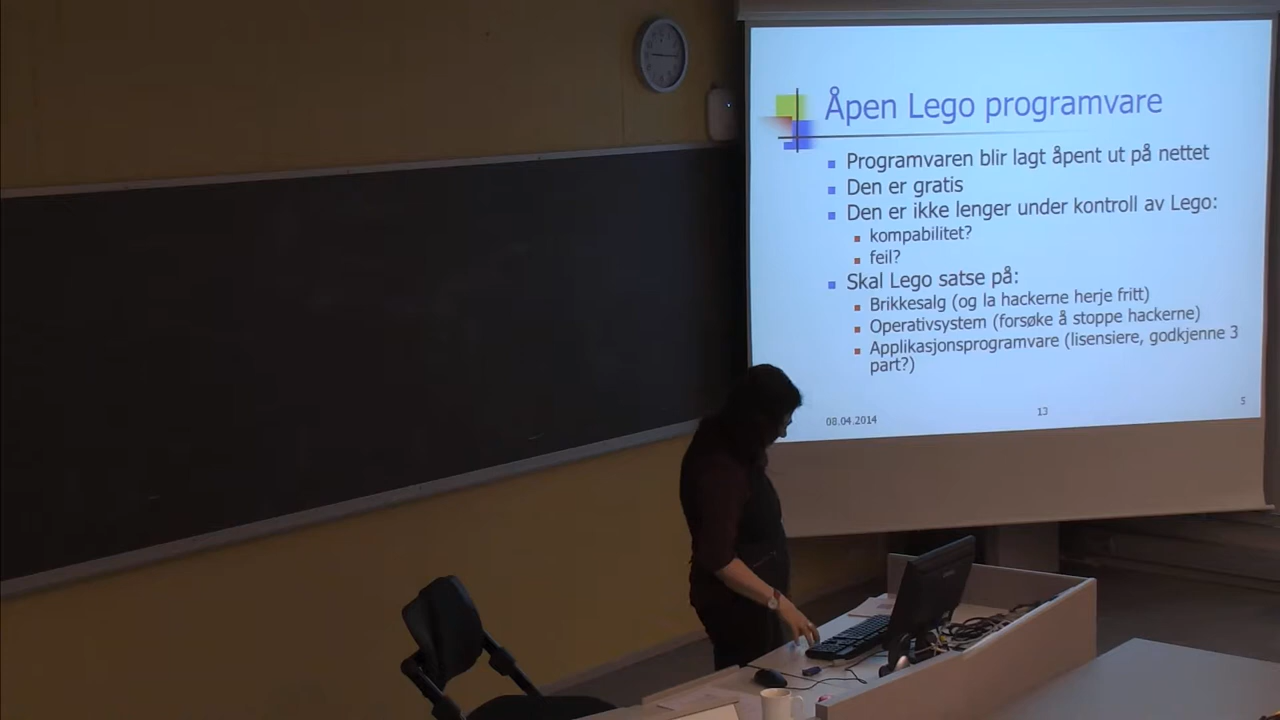 Åpen Lego programvare
Programvaren blir lagt åpent ut på nettet
Den er gratis
Den er ikke lenger under kontroll av Lego:
kompabilitet?
feil?
Skal Lego satse på:
Brikkesalg (og la hackerne herje fritt)
Operativsystem (forsøke å stoppe hackerne)
Applikasjonsprogramvare (lisensiere, godkjenne 3
part?)
08.04.2014
13
5